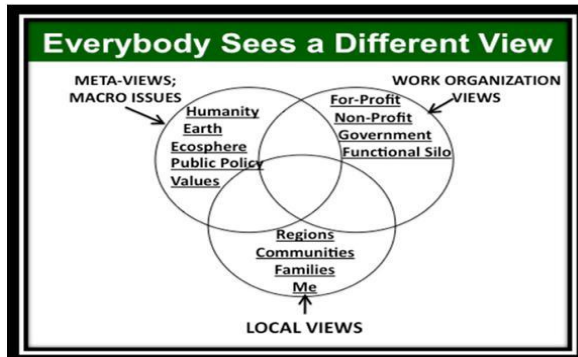 Everybody Sees a Different View
META-VIEWS;
MACRO ISSUES
Humanity
Earth
Ecosphere
Public Policy
Values
WORK ORGANIZATION
VIEWS
For-Profit
Non-Profit
Government
Functional Silo
Regions
Communities
Families
Me
LOCAL VIEWS